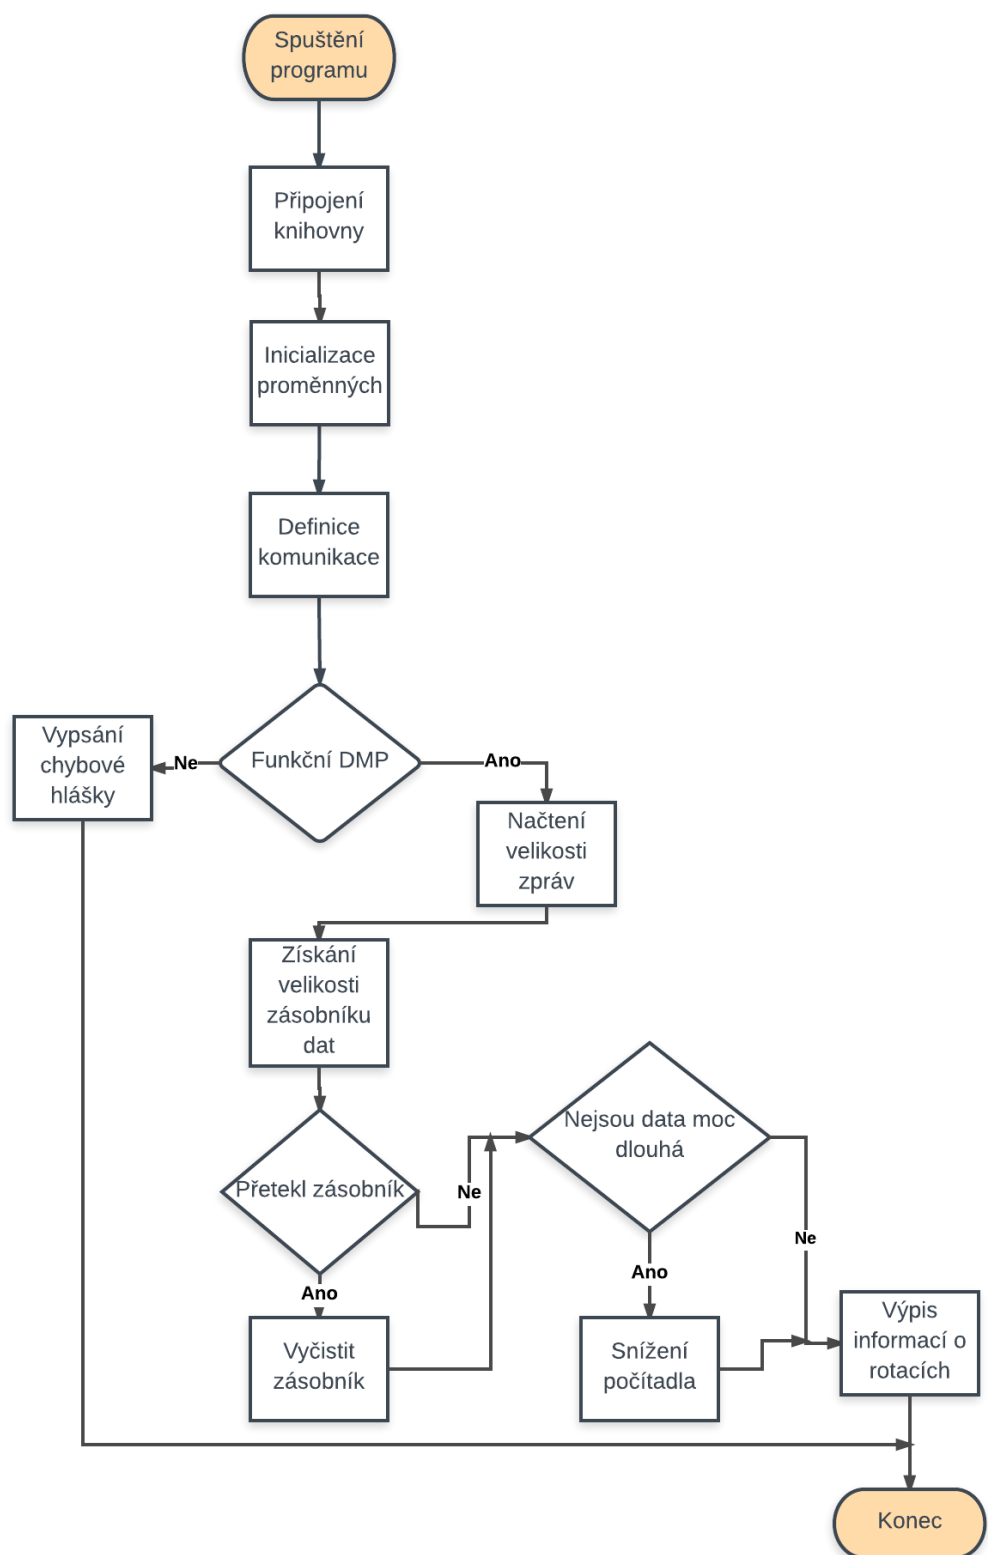 Spuštění
programu
Připojení
knihovny
Inicializace
proměnných
Definice
komunikace
Funkční DMP
Ne
Ano
Vypsání
chybové
hlášky
Načtení
velikosti
zpráv
Získání
velikosti
zásobníku
dat
Přetekl zásobník
Ne
Ano
Vyčistit
zásobník
Nejsou data moc
dlouhá
Ne
Ano
Snížení
počítadla
Výpis
informací o
rotacích
Konec